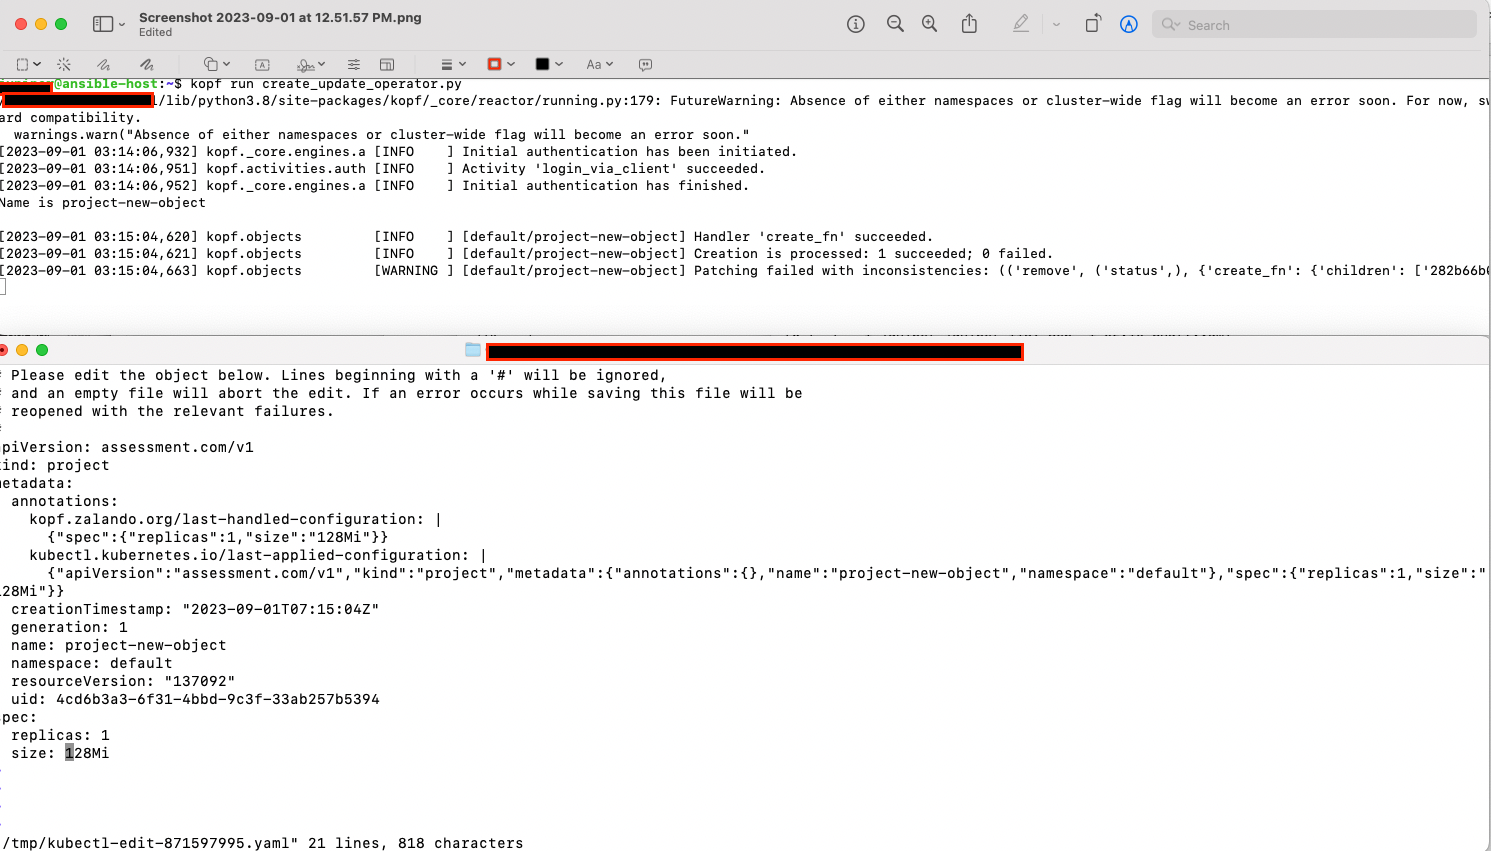 Screenshot 2023-09-01 at 12.51.57 PM.png
Edited
Search
Aa
@ansible-host:~$ kopf run create_update_operator.py
/lib/python3.8/site-packages/kopf/_core/reactor/running.py:179: FutureWarning: Absence of either namespaces or cluster-wide flag will become an error soon. For now, sw
ard compatibility.
warnings.warn("Absence of either namespaces or cluster-wide flag will become an error soon."
[2023-09-01 03:14:06,932] kopf._core.engines.a [INFO    ] Initial authentication has been initiated.
[2023-09-01 03:14:06,951] kopf.activities.auth [INFO    ] Activity 'login_via_client' succeeded.
[2023-09-01 03:14:06,952] kopf._core.engines.a [INFO    ] Initial authentication has finished.
Name is project-new-object
[2023-09-01 03:15:04,620] kopf.objects         [INFO    ] [default/project-new-object] Handler 'create_fn' succeeded.
[2023-09-01 03:15:04,621] kopf.objects         [INFO    ] [default/project-new-object] Creation is processed: 1 succeeded; 0 failed.
[2023-09-01 03:15:04,663] kopf.objects         [WARNING ] [default/project-new-object] Patching failed with inconsistencies: (('remove', ('status',), {'create_fn': {'children': ['282b66b
Please edit the object below. Lines beginning with a '#' will be ignored,
and an empty file will abort the edit. If an error occurs while saving this file will be
reopened with the relevant failures.
piVersion: assessment.com/v1
ind: project
etadata:
annotations:
kopf.zalando.org/last-handled-configuration: |
{"spec":{"replicas":1,"size":"128Mi"}}
kubectl.kubernetes.io/last-applied-configuration: |
{"apiVersion":"assessment.com/v1","kind":"project","metadata":{"annotations":{},"name":"project-new-object","namespace":"default"},"spec":{"replicas":1,"size":"
28Mi"}}
creationTimestamp: "2023-09-01T07:15:04Z"
generation: 1
name: project-new-object
namespace: default
resourceVersion: "137092"
uid: 4cd6b3a3-6f31-4bbd-9c3f-33ab257b5394
pec:
replicas: 1
size: 128Mi
/tmp/kubectl-edit-871597995.yaml" 21 lines, 818 characters